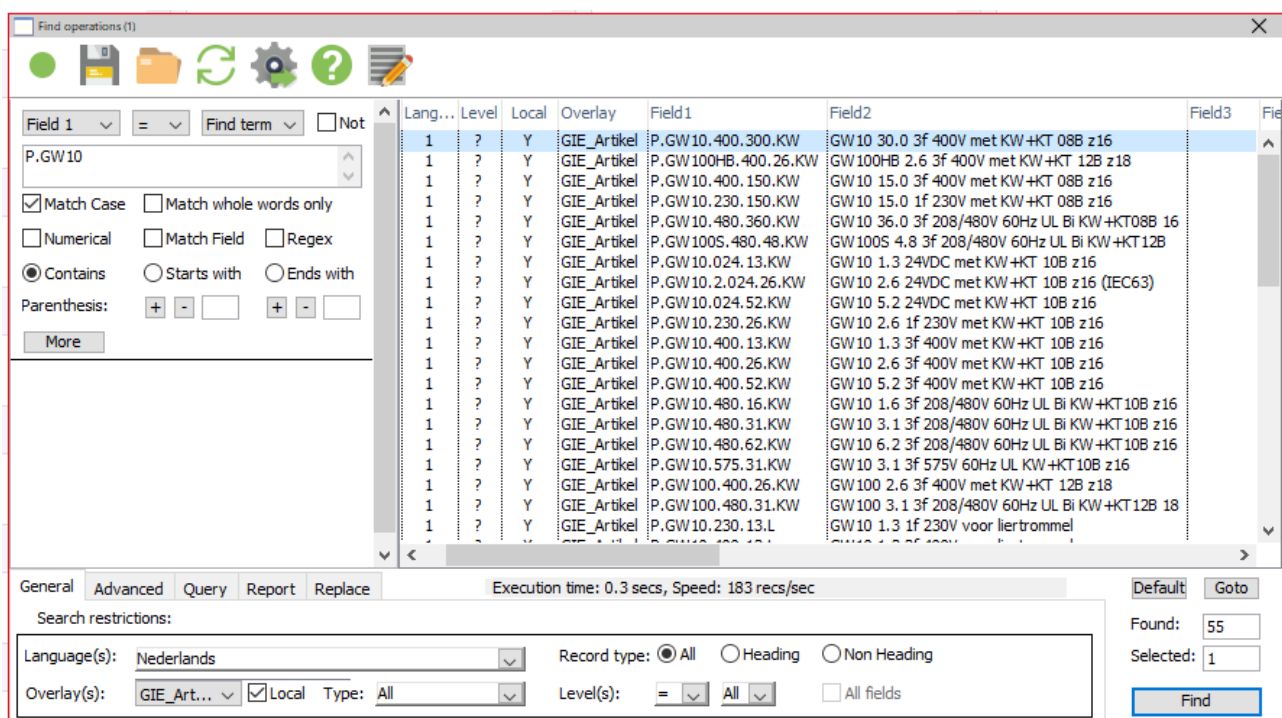 Find operations (1)
Field 1 = Find term Not
P.GW10
Match Case Match whole words only
Numerical Match Field Regex
Contains Starts with Ends with
Parenthesis: + - + -
More
Lang... Level Local Overlay Field1 Field2 Field3 Fie
1 ? Y GIE_Artikel P.GW10.400.300.KW GW10 30.0 3f 400V met KW+KT 08B z16
1 ? Y GIE_Artikel P.GW100HB.400.26.KW GW100HB 2.6 3f 400V met KW+KT 12B z18
1 ? Y GIE_Artikel P.GW10.400.150.KW GW10 15.0 3f 400V met KW+KT 08B z16
1 ? Y GIE_Artikel P.GW10.230.150.KW GW10 15.0 1f 230V met KW+KT 08B z16
1 ? Y GIE_Artikel P.GW10.480.360.KW GW10 36.0 3f 208/480V 60Hz UL Bi KW+KT08B 16
1 ? Y GIE_Artikel P.GW100S.480.48.KW GW100S 4.8 3f 208/480V 60Hz UL Bi KW+KT12B
1 ? Y GIE_Artikel P.GW10.024.13.KW GW10 1.3 24VDC met KW+KT 10B z16
1 ? Y GIE_Artikel P.GW10.2.024.26.KW GW10 2.6 24VDC met KW+KT 10B z16 (IEC63)
1 ? Y GIE_Artikel P.GW10.024.52.KW GW10 5.2 24VDC met KW+KT 10B z16
1 ? Y GIE_Artikel P.GW10.230.26.KW GW10 2.6 1f 230V met KW+KT 10B z16
1 ? Y GIE_Artikel P.GW10.400.13.KW GW10 1.3 3f 400V met KW+KT 10B z16
1 ? Y GIE_Artikel P.GW10.400.26.KW GW10 2.6 3f 400V met KW+KT 10B z16
1 ? Y GIE_Artikel P.GW10.400.52.KW GW10 5.2 3f 400V met KW+KT 10B z16
1 ? Y GIE_Artikel P.GW10.480.16.KW GW10 1.6 3f 208/480V 60Hz UL Bi KW+KT10B z16
1 ? Y GIE_Artikel P.GW10.480.31.KW GW10 3.1 3f 208/480V 60Hz UL Bi KW+KT10B z16
1 ? Y GIE_Artikel P.GW10.480.62.KW GW10 6.2 3f 208/480V 60Hz UL Bi KW+KT10B z16
1 ? Y GIE_Artikel P.GW10.575.31.KW GW10 3.1 3f 575V 60Hz UL KW+KT10B z16
1 ? Y GIE_Artikel P.GW100.400.26.KW GW100 2.6 3f 400V met KW+KT 12B z18
1 ? Y GIE_Artikel P.GW100.480.31.KW GW100 3.1 3f 208/480V 60Hz UL Bi KW+KT12B 18
1 ? Y GIE_Artikel P.GW10.230.13.L GW10 1.3 1f 230V voor liertrommel
General Advanced Query Report Replace Execution time: 0.3 secs, Speed: 183 recs/sec Default Goto
Search restrictions:
Found: 55
Language(s): Nederlands Record type: All Heading Non Heading Selected: 1
Overlay(s): GIE_Art... Local Type: All Level(s): = All All fields Find